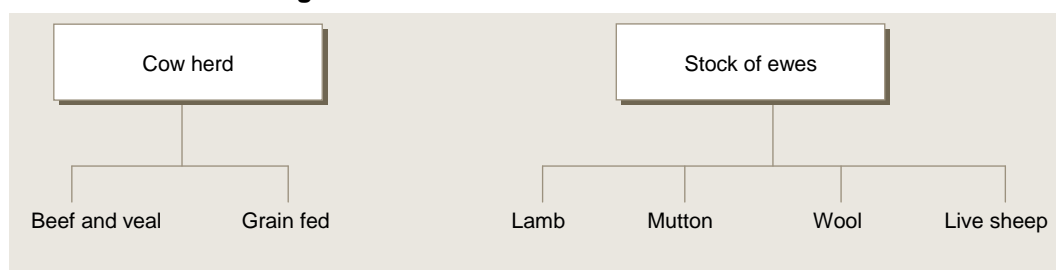 Cow herd
Stock of ewes
Beef and veal
Grain fed
Lamb
Mutton
Wool
Live sheep